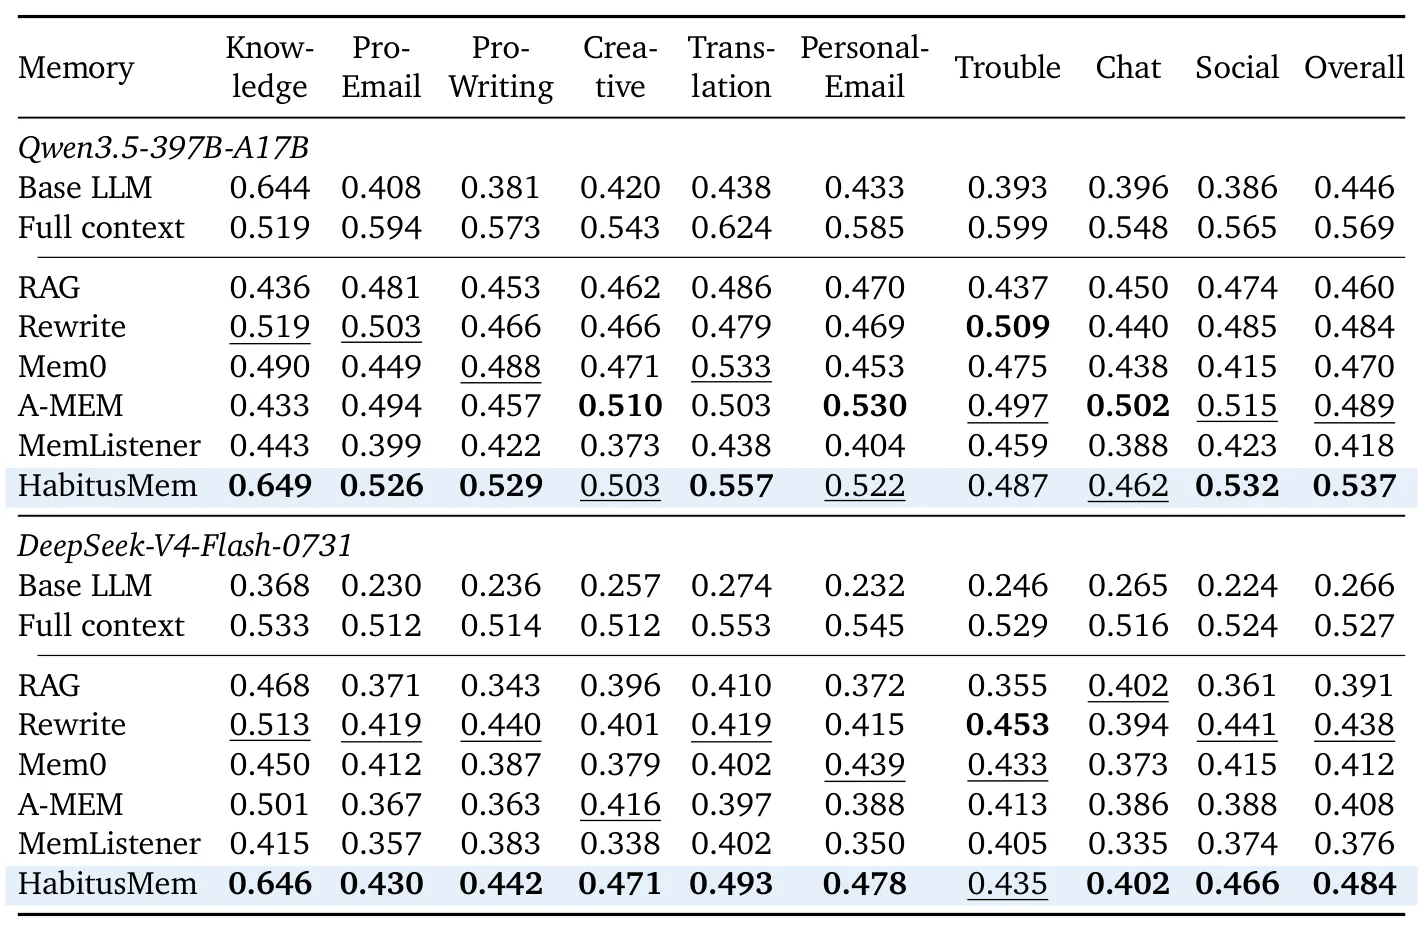 Memory Know-ledge Pro-Email Pro-Writing Crea-tive Trans-lation Personal-Email Trouble Chat Social Overall
Qwen3.5-397B-A17B
Base LLM 0.644 0.408 0.381 0.420 0.438 0.433 0.393 0.396 0.386 0.446
Full context 0.519 0.594 0.573 0.543 0.624 0.585 0.599 0.548 0.565 0.569
RAG 0.436 0.481 0.453 0.462 0.486 0.470 0.437 0.450 0.474 0.460
Rewrite 0.519 0.503 0.466 0.466 0.479 0.469 0.509 0.440 0.485 0.484
Mem0 0.490 0.449 0.488 0.471 0.533 0.453 0.475 0.438 0.415 0.470
A-MEM 0.433 0.494 0.457 0.510 0.503 0.530 0.497 0.502 0.515 0.489
MemListener 0.443 0.399 0.422 0.373 0.438 0.404 0.459 0.388 0.423 0.418
HabitusMem 0.649 0.526 0.529 0.503 0.557 0.522 0.487 0.462 0.532 0.537
DeepSeek-V4-Flash-0731
Base LLM 0.368 0.230 0.236 0.257 0.274 0.232 0.246 0.265 0.224 0.266
Full context 0.533 0.512 0.514 0.512 0.553 0.545 0.529 0.516 0.524 0.527
RAG 0.468 0.371 0.343 0.396 0.410 0.372 0.355 0.402 0.361 0.391
Rewrite 0.513 0.419 0.440 0.401 0.419 0.415 0.453 0.394 0.441 0.438
Mem0 0.450 0.412 0.387 0.379 0.402 0.439 0.433 0.373 0.415 0.412
A-MEM 0.501 0.367 0.363 0.416 0.397 0.388 0.413 0.386 0.388 0.408
MemListener 0.415 0.357 0.383 0.338 0.402 0.350 0.405 0.335 0.374 0.376
HabitusMem 0.646 0.430 0.442 0.471 0.493 0.478 0.435 0.402 0.466 0.484